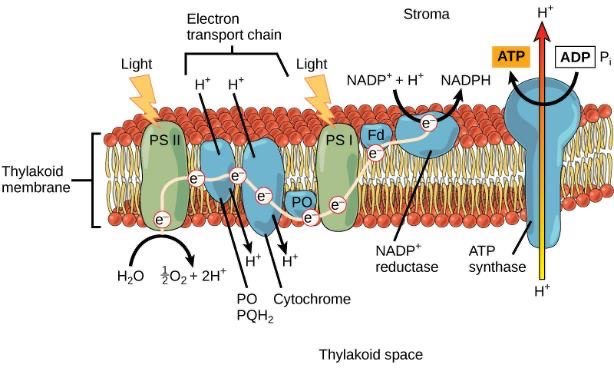 Electron
transport chain
Stroma
H⁺
Light
Light
H⁺ H⁺
ATP ADP Pᵢ
NADP⁺ + H⁺ NADPH
PS II
PS I
Fd
e⁻
e⁻
e⁻
e⁻
e⁻
e⁻
e⁻
e⁻
PO
Thylakoid
membrane
H₂O ½O₂ + 2H⁺
H⁺ H⁺
PO
PQH₂
Cytochrome
NADP⁺
reductase
ATP
synthase
H⁺
Thylakoid space